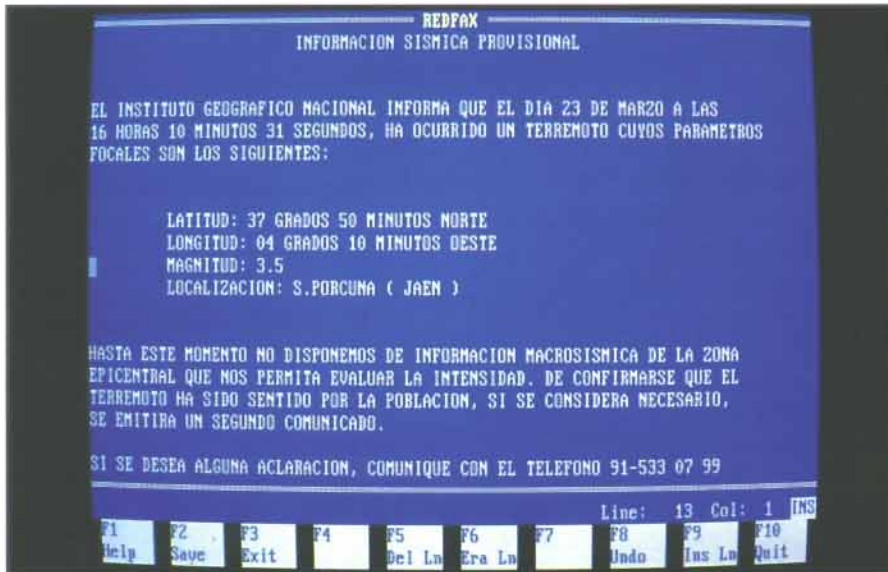 REDFAX
INFORMACION SISMICA PROVISIONAL
EL INSTITUTO GEOGRAFICO NACIONAL INFORMA QUE EL DIA 23 DE MARZO A LAS
16 HORAS 10 MINUTOS 31 SEGUNDOS, HA OCURRIDO UN TERREMOTO CUYOS PARAMETROS
FOCALES SON LOS SIGUIENTES:
LATITUD: 37 GRADOS 50 MINUTOS NORTE
LONGITUD: 04 GRADOS 10 MINUTOS OESTE
MAGNITUD: 3.5
LOCALIZACION: S.PORCUNA ( JAEN )
HASTA ESTE MOMENTO NO DISPONEMOS DE INFORMACION MACROSISMICA DE LA ZONA
EPICENTRAL QUE NOS PERMITA EVALUAR LA INTENSIDAD. DE CONFIRMARSE QUE EL
TERREMOTO HA SIDO SENTIDO POR LA POBLACION, SI SE CONSIDERA NECESARIO,
SE EMITIRA UN SEGUNDO COMUNICADO.
SI SE DESEA ALGUNA ACLARACION, COMUNIQUE CON EL TELEFONO 91-533 07 99
Line: 13 Col: 1 INS
F1 F2 F3 F4 F5 F6 F7 F8 F9 F10
Help Save Exit Del Ln Era Ln Undo Ins Ln Quit